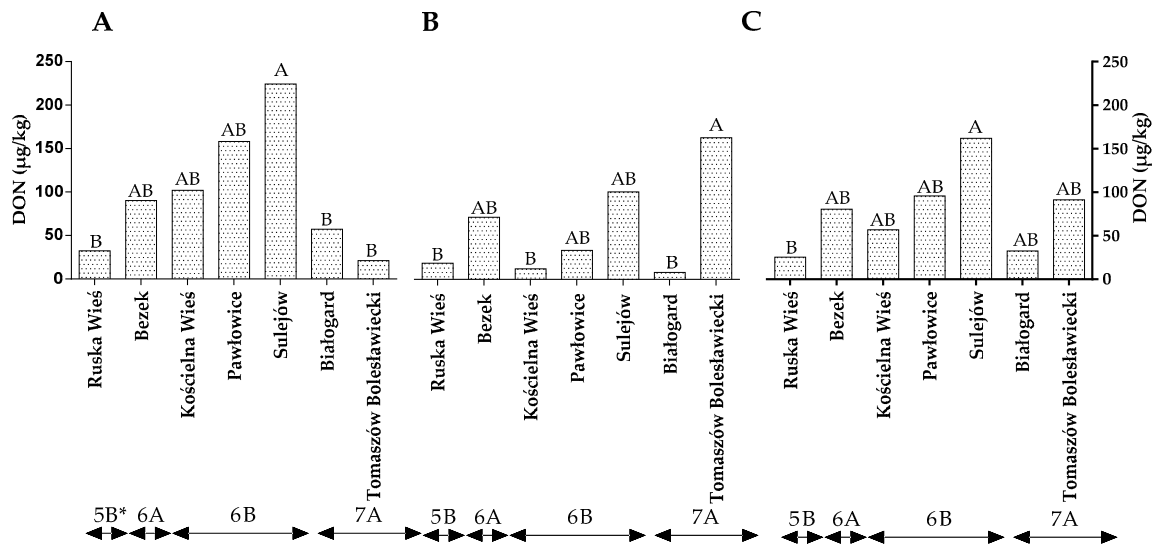 A
B
C
250
200
150
100
50
0
DON (µg/kg)
B
AB
AB
AB
A
B
B
B
AB
B
AB
AB
B
A
B
AB
AB
AB
A
AB
AB
250
200
150
100
50
0
DON (µg/kg)
Ruska Wieś
Bezek
Kościelna Wieś
Pawłowice
Sulejów
Białogard
Tomaszów Bolesławiecki
Ruska Wieś
Bezek
Kościelna Wieś
Pawłowice
Sulejów
Białogard
Tomaszów Bolesławiecki
Ruska Wieś
Bezek
Kościelna Wieś
Pawłowice
Sulejów
Białogard
Tomaszów Bolesławiecki
5B* 6A 6B 7A 5B 6A 6B 7A 5B 6A 6B 7A